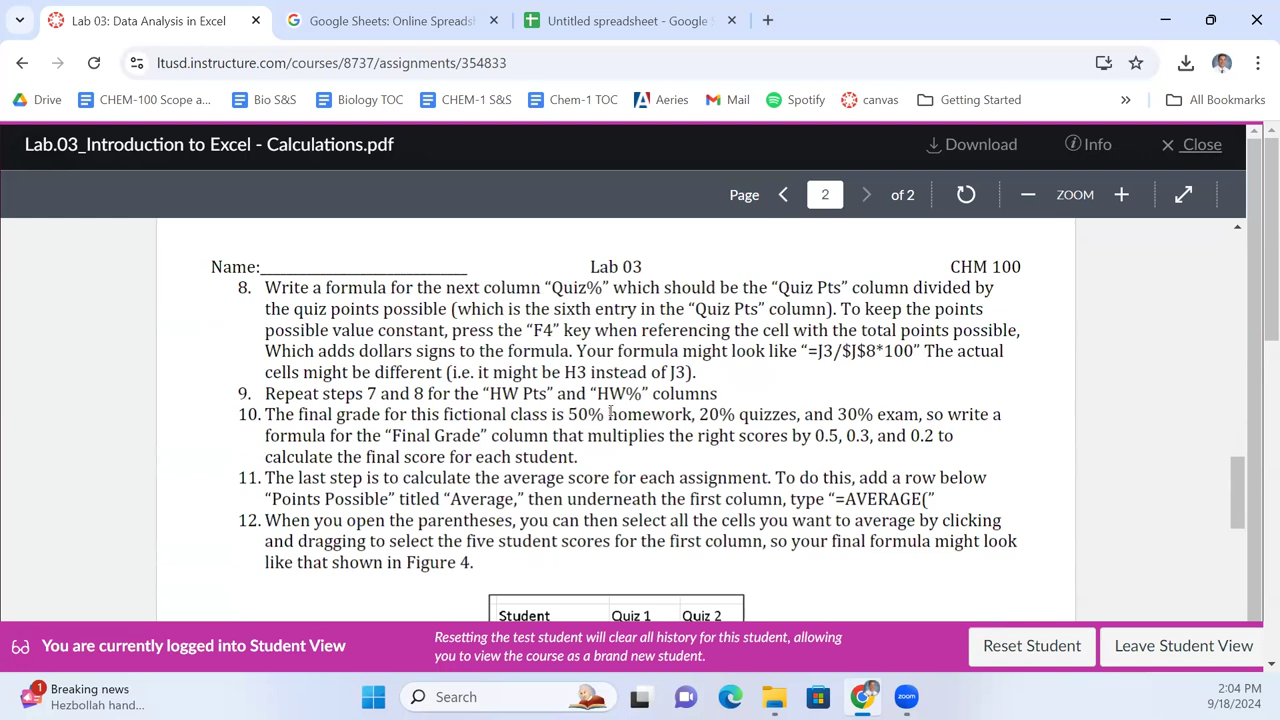 Lab 03: Data Analysis in Excel
Google Sheets: Online Spreads
Untitled spreadsheet - Google S
ltusd.instructure.com/courses/8737/assignments/354833
Drive
CHEM-100 Scope a...
Bio S&S
Biology TOC
CHEM-1 S&S
Chem-1 TOC
Aeries
Mail
Spotify
canvas
Getting Started
All Bookmarks
Lab.03_Introduction to Excel - Calculations.pdf
Download
Info
Close
Page 2 of 2
ZOOM
Name:___________________________ Lab 03 CHM 100
8. Write a formula for the next column “Quiz%” which should be the “Quiz Pts” column divided by
the quiz points possible (which is the sixth entry in the “Quiz Pts” column). To keep the points
possible value constant, press the “F4” key when referencing the cell with the total points possible,
Which adds dollars signs to the formula. Your formula might look like “=J3/$J$8*100” The actual
cells might be different (i.e. it might be H3 instead of J3).
9. Repeat steps 7 and 8 for the “HW Pts” and “HW%” columns
10. The final grade for this fictional class is 50% homework, 20% quizzes, and 30% exam, so write a
formula for the “Final Grade” column that multiplies the right scores by 0.5, 0.3, and 0.2 to
calculate the final score for each student.
11. The last step is to calculate the average score for each assignment. To do this, add a row below
“Points Possible” titled “Average,” then underneath the first column, type “=AVERAGE(”
12. When you open the parentheses, you can then select all the cells you want to average by clicking
and dragging to select the five student scores for the first column, so your final formula might look
like that shown in Figure 4.
Student Quiz 1 Quiz 2
You are currently logged into Student View
Resetting the test student will clear all history for this student, allowing
you to view the course as a brand new student.
Reset Student
Leave Student View
1
Breaking news
Hezbollah hand...
Search
zoom
2:04 PM
9/18/2024